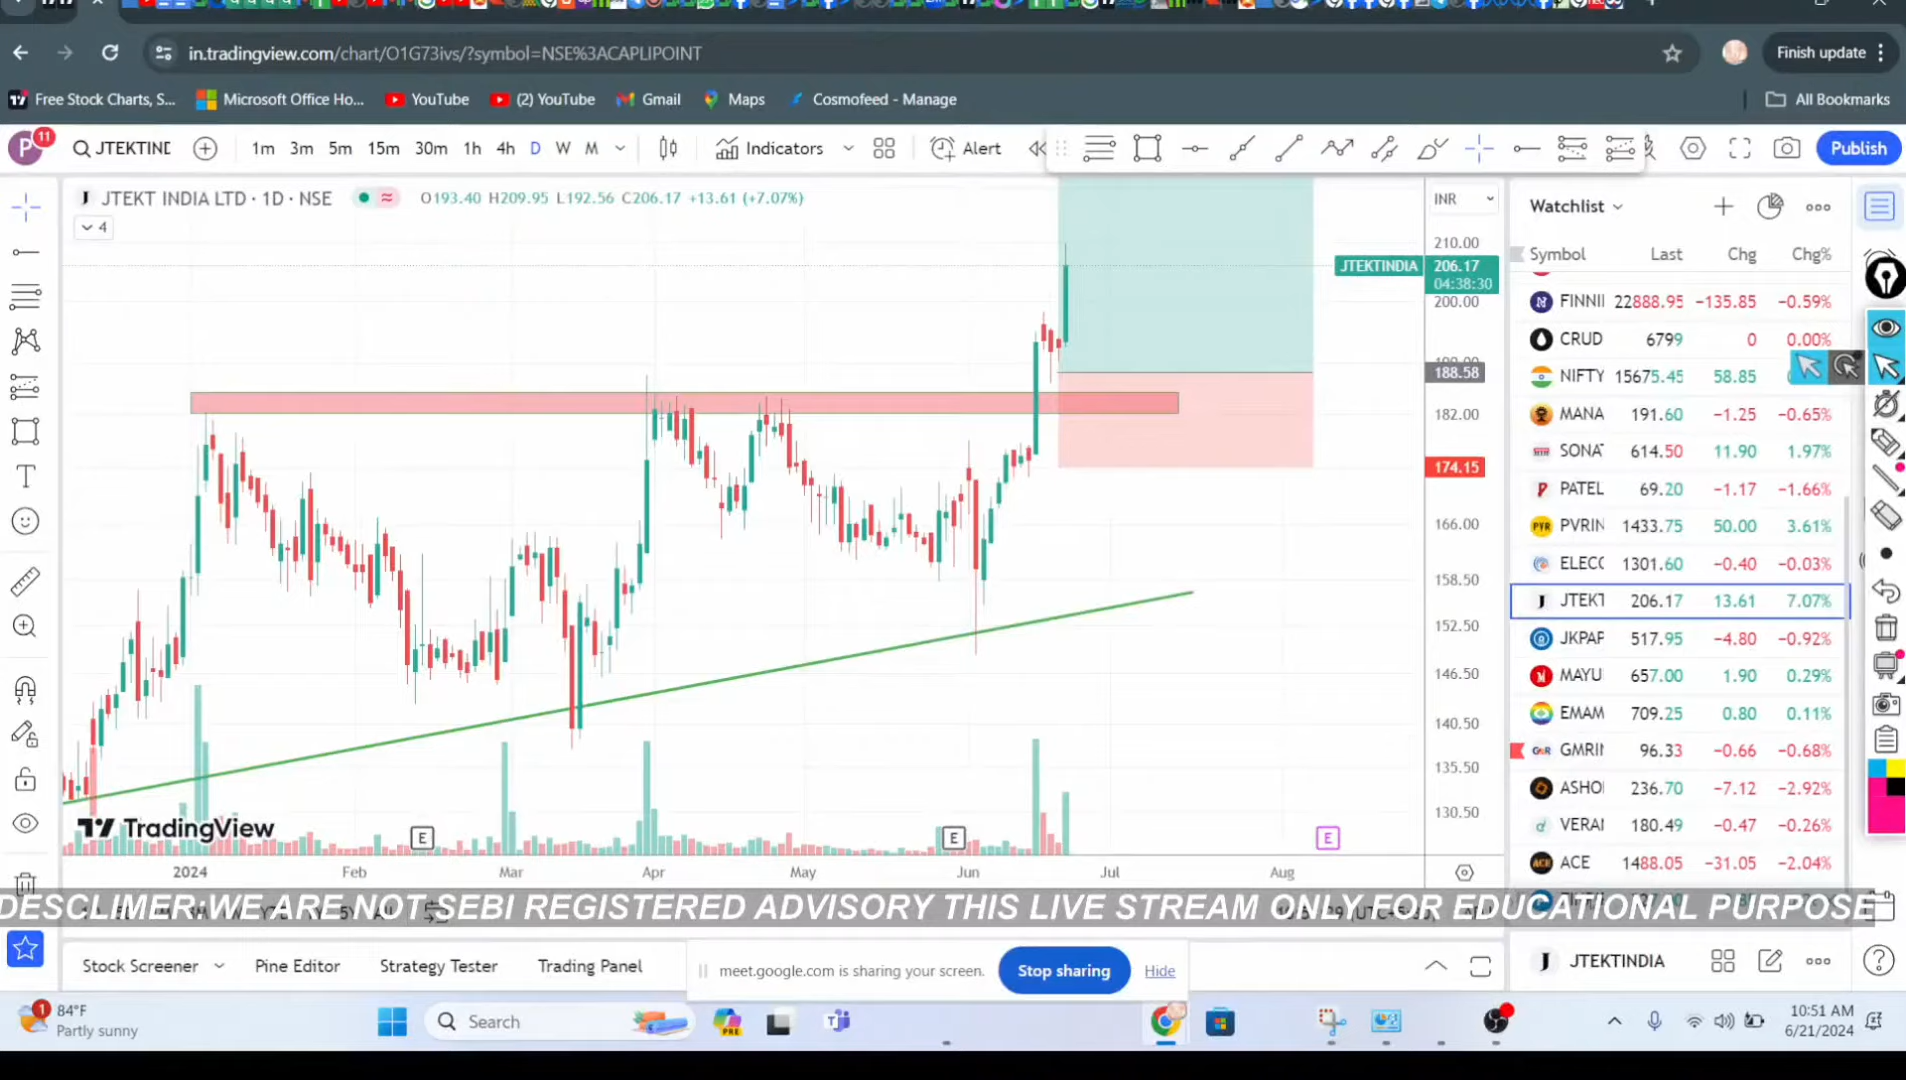 in.tradingview.com/chart/O1G73ivs/?symbol=NSE%3ACAPLIPOINT
Finish update
Free Stock Charts, S...
Microsoft Office Ho...
YouTube
(2) YouTube
Gmail
Maps
Cosmofeed - Manage
All Bookmarks
P
11
JTEKTIND
1m 3m 5m 15m 30m 1h 4h D W M
Indicators
Alert
Publish
JTEKT INDIA LTD · 1D · NSE
O193.40 H209.95 L192.56 C206.17 +13.61 (+7.07%)
4
INR
210.00
JTEKTINDIA
206.17
04:38:30
200.00
188.58
182.00
174.15
166.00
158.50
152.50
146.50
140.50
135.50
130.50
TradingView
E
E
E
2024 Feb Mar Apr May Jun Jul Aug
Watchlist
Symbol Last Chg Chg%
FINNII 22888.95 −135.85 −0.59%
CRUD 6799 0 0.00%
NIFTY 15675.45 58.85
MANA 191.60 −1.25 −0.65%
SONA 614.50 11.90 1.97%
PATEL 69.20 −1.17 −1.66%
PVRIN 1433.75 50.00 3.61%
ELECC 1301.60 −0.40 −0.03%
JTEKT 206.17 13.61 7.07%
JKPAP 517.95 −4.80 −0.92%
MAYU 657.00 1.90 0.29%
EMAM 709.25 0.80 0.11%
GMRIN 96.33 −0.66 −0.68%
ASHO 236.70 −7.12 −2.92%
VERAN 180.49 −0.47 −0.26%
ACE 1488.05 −31.05 −2.04%
DESCLIMER:WE ARE NOT SEBI REGISTERED ADVISORY THIS LIVE STREAM ONLY FOR EDUCATIONAL PURPOSE
Stock Screener
Pine Editor
Strategy Tester
Trading Panel
meet.google.com is sharing your screen.
Stop sharing
Hide
JTEKTINDIA
1
84°F
Partly sunny
Search
PRE
10:51 AM
6/21/2024